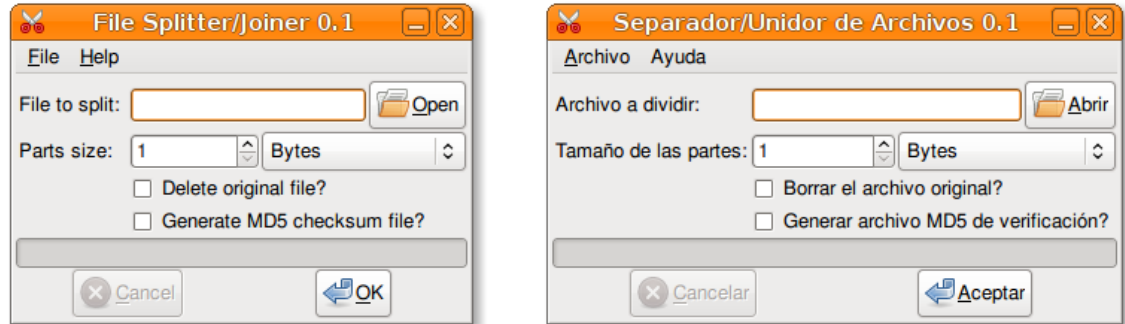 File Splitter/Joiner 0.1
File Help
File to split: Open
Parts size: 1 Bytes
Delete original file?
Generate MD5 checksum file?
Cancel OK
Separador/Unidor de Archivos 0.1
Archivo Ayuda
Archivo a dividir: Abrir
Tamaño de las partes: 1 Bytes
Borrar el archivo original?
Generar archivo MD5 de verificación?
Cancelar Aceptar